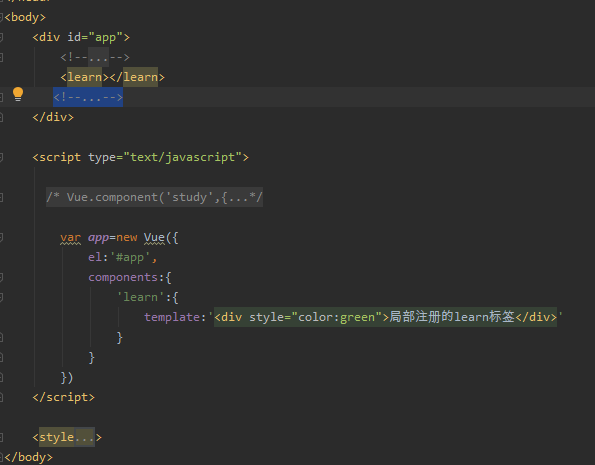 <body>
<div id="app">
<!--...-->
<learn></learn>
<!--...-->
</div>
<script type="text/javascript">
/* Vue.component('study',{...*/
var app=new Vue({
el:'#app',
components:{
'learn':{
template:'<div style="color:green">局部注册的learn标签</div>'
}
}
})
</script>
<style...>
</body>